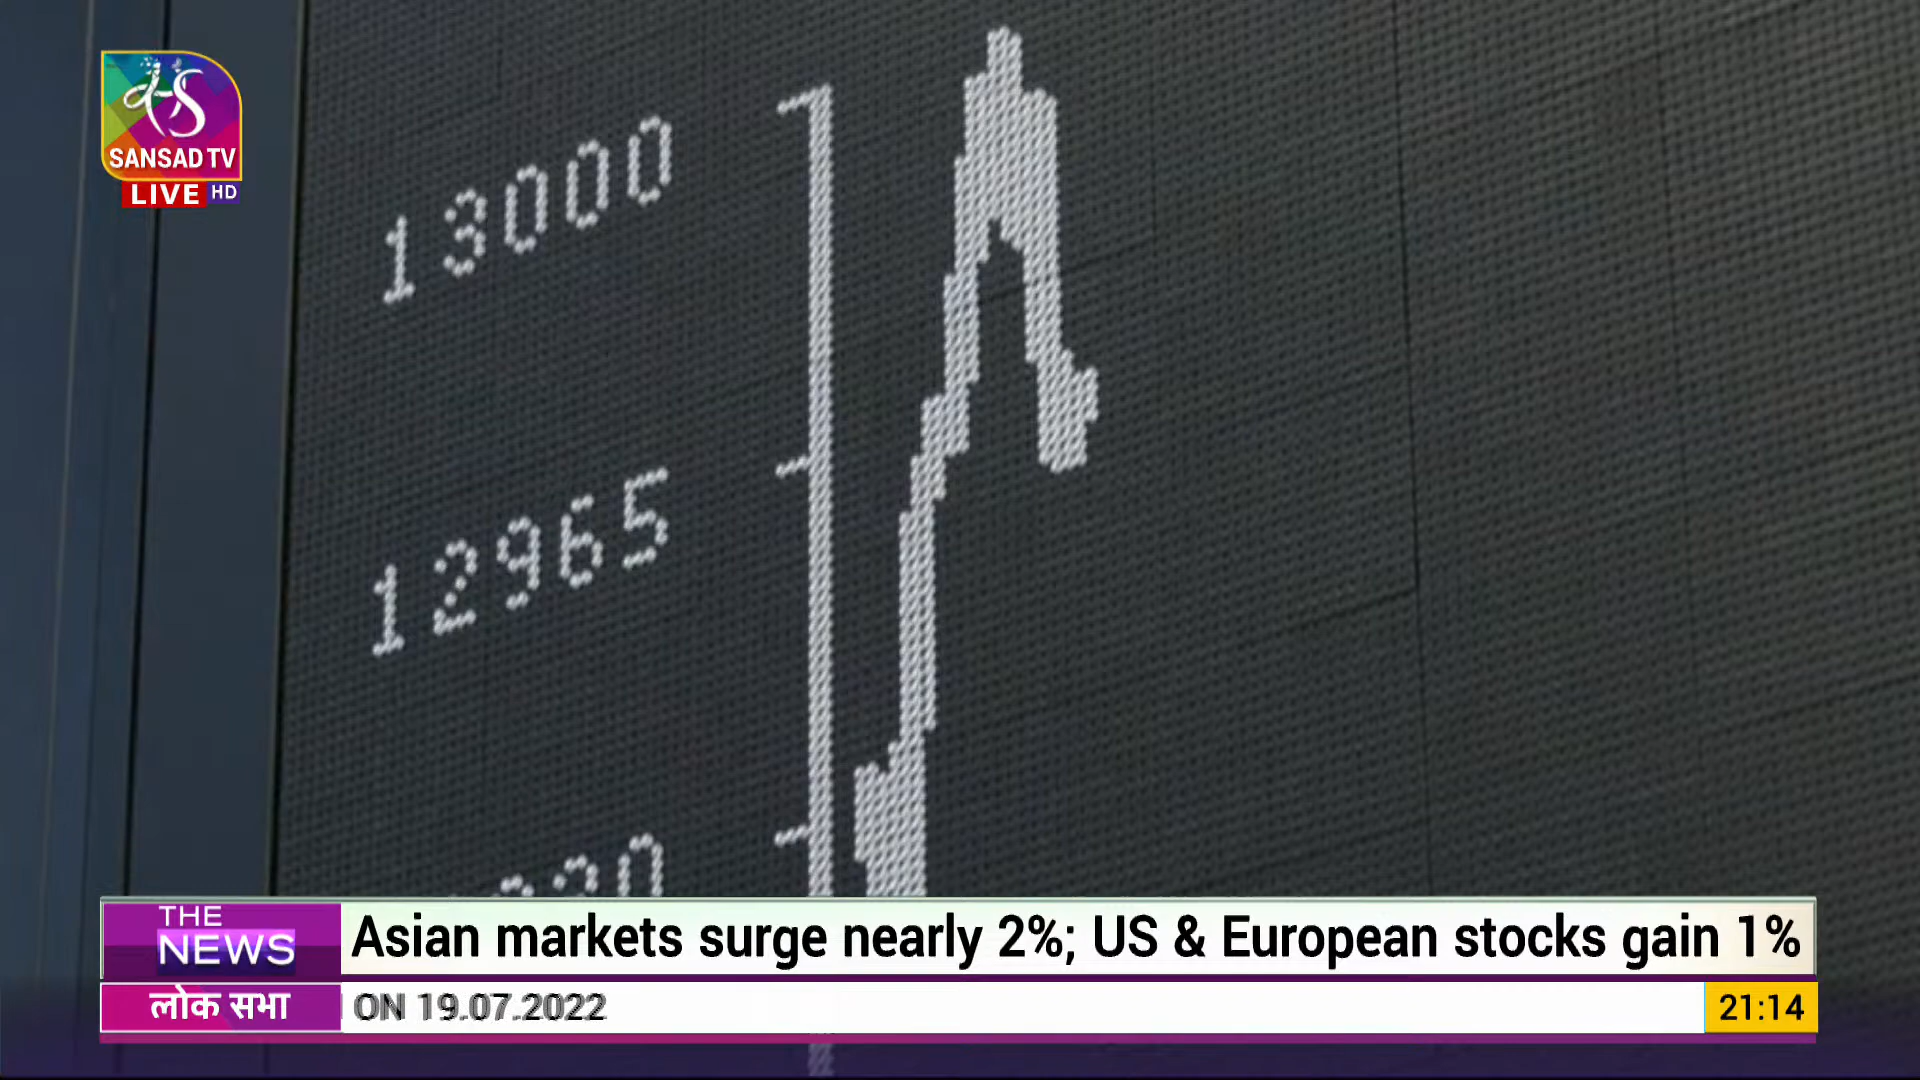 SANSAD TV
LIVE HD
13000
12965
THE
NEWS
Asian markets surge nearly 2%; US & European stocks gain 1%
लोक सभा
ON 19.07.2022
21:14